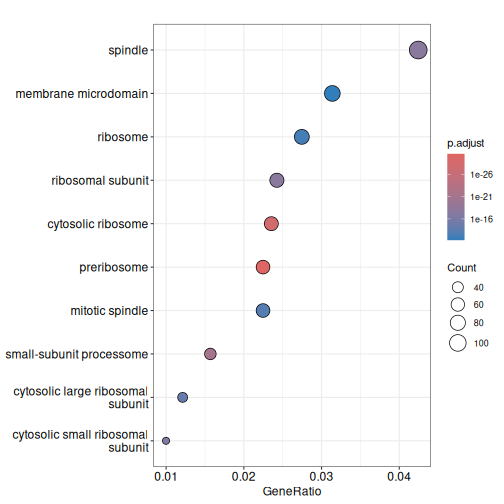 spindle
membrane microdomain
ribosome
ribosomal subunit
cytosolic ribosome
preribosome
mitotic spindle
small-subunit processome
cytosolic large ribosomal
subunit
cytosolic small ribosomal
subunit
0.01 0.02 0.03 0.04
GeneRatio
p.adjust
1e-26
1e-21
1e-16
Count
40
60
80
100